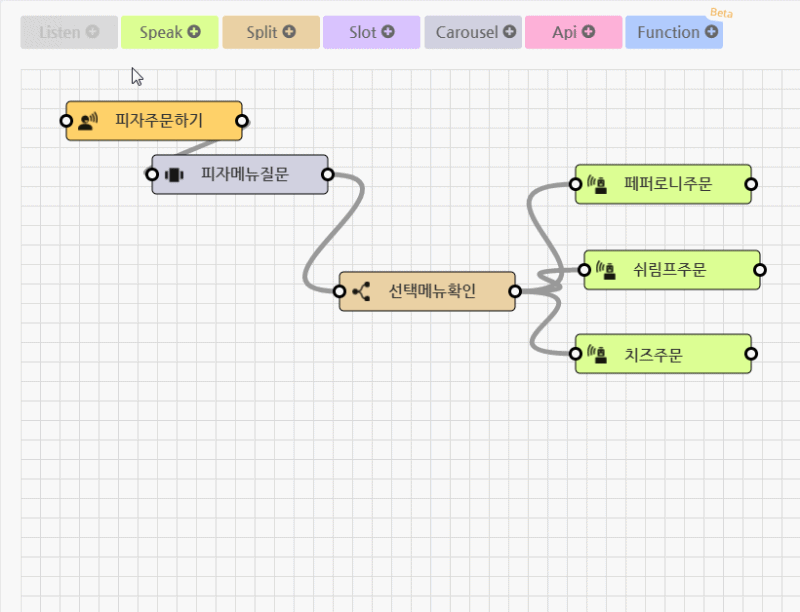 Beta
Listen
Speak
Split
Slot
Carousel
Api
Function
피자주문하기
피자메뉴질문
페퍼로니주문
쉬림프주문
선택메뉴확인
치즈주문